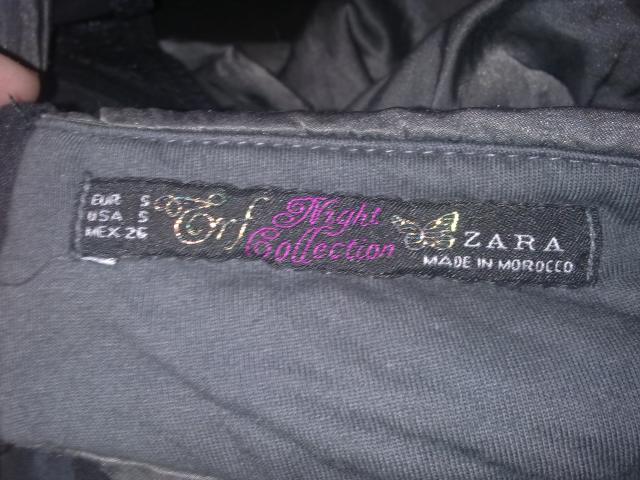 EUR S
USA S
MEX 26
Trf
Night
Collection
ZARA
MADE IN MOROCCO